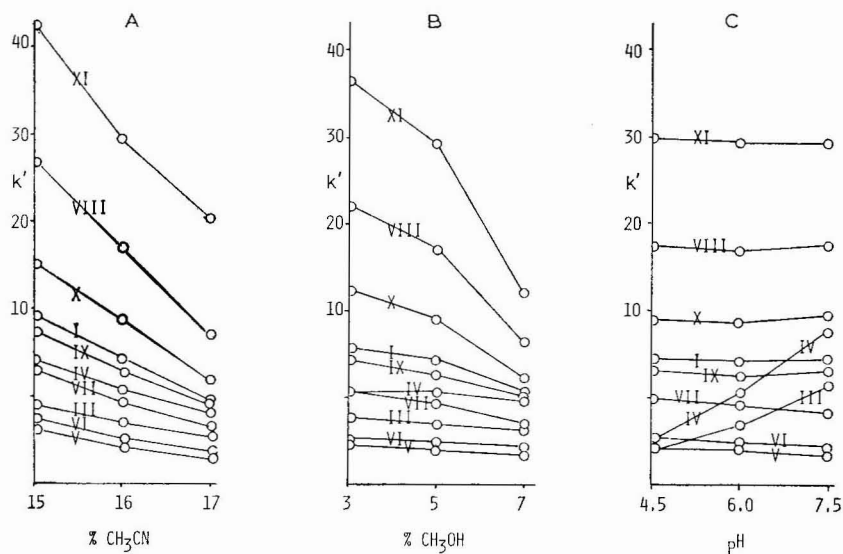 A
40
30
k'
20
10
XI
VIII
X
I
IX
IV
VII
III
VI
V
15 16 17
% CH₃CN
B
40
30
k'
20
10
XI
VIII
X
I
IX
IV
VII
III
VI
V
3 5 7
% CH₃OH
C
40
30
k'
20
10
XI
VIII
X
IV
I
IX
VII
III
IV
VI
V
4.5 6.0 7.5
pH